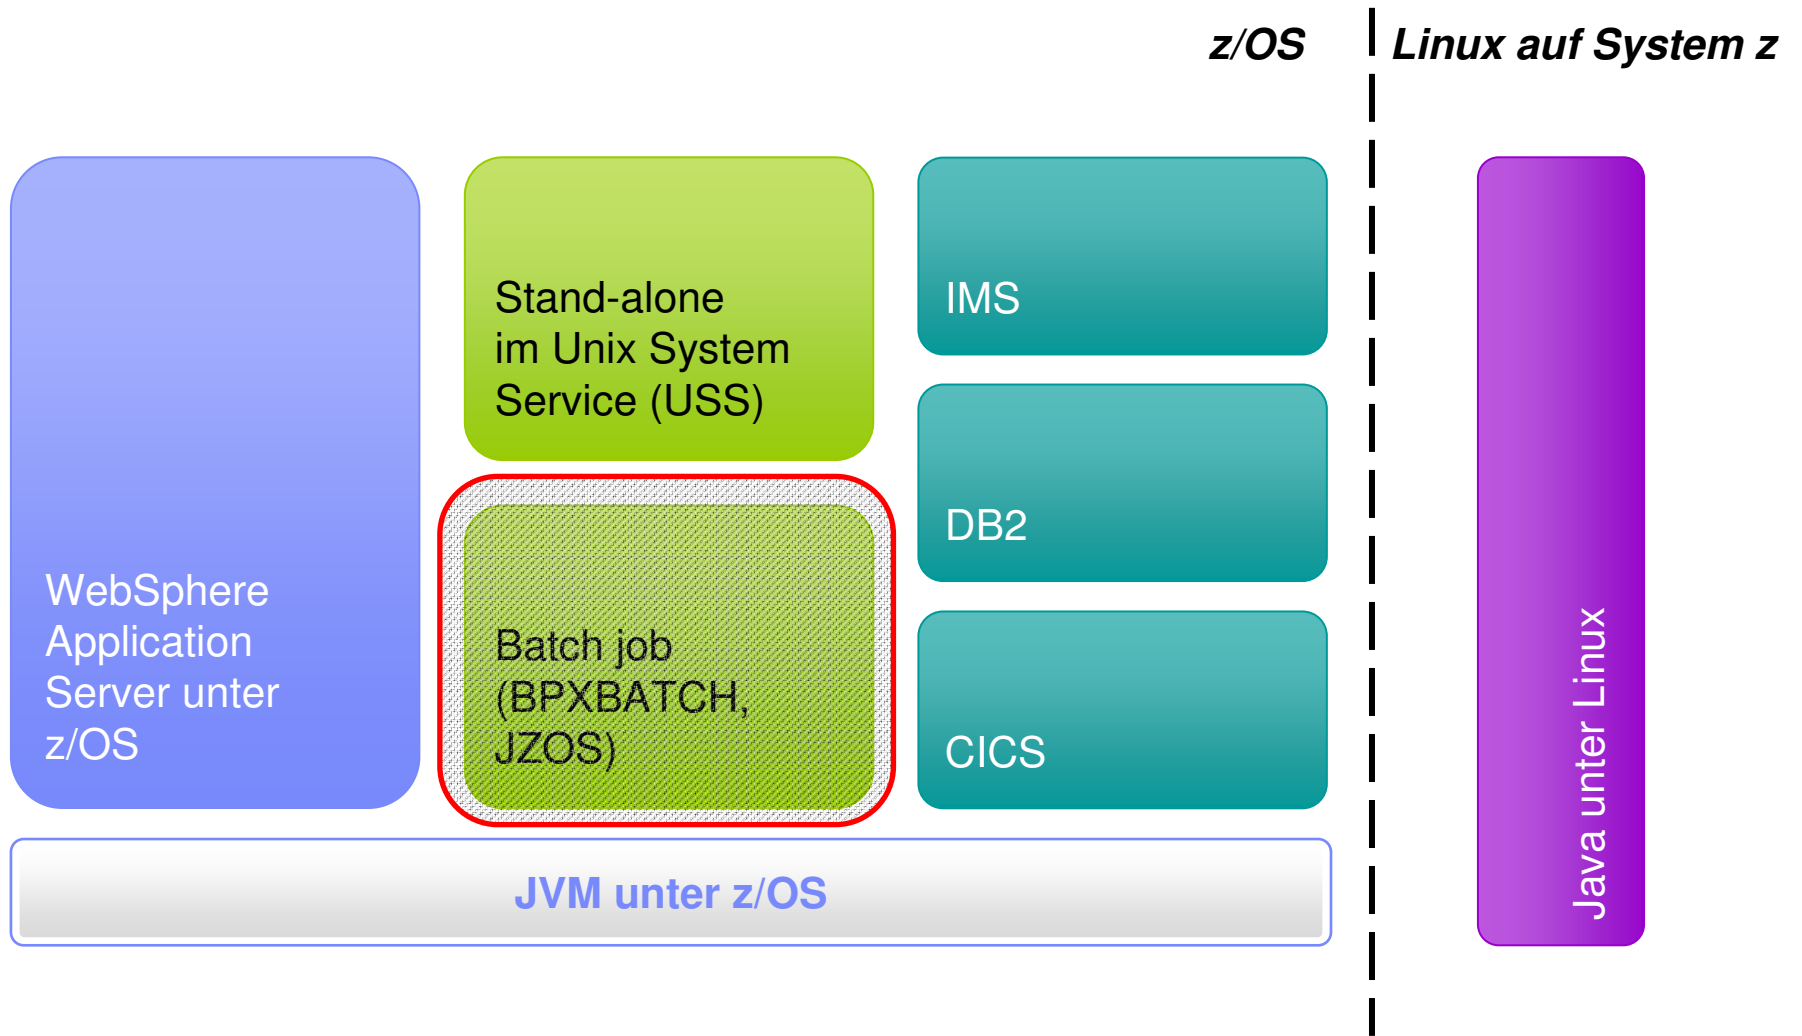 z/OS
Linux auf System z
WebSphere
Application
Server unter
z/OS
Stand-alone
im Unix System
Service (USS)
Batch job
(BPXBATCH,
JZOS)
IMS
DB2
CICS
JVM unter z/OS
Java unter Linux